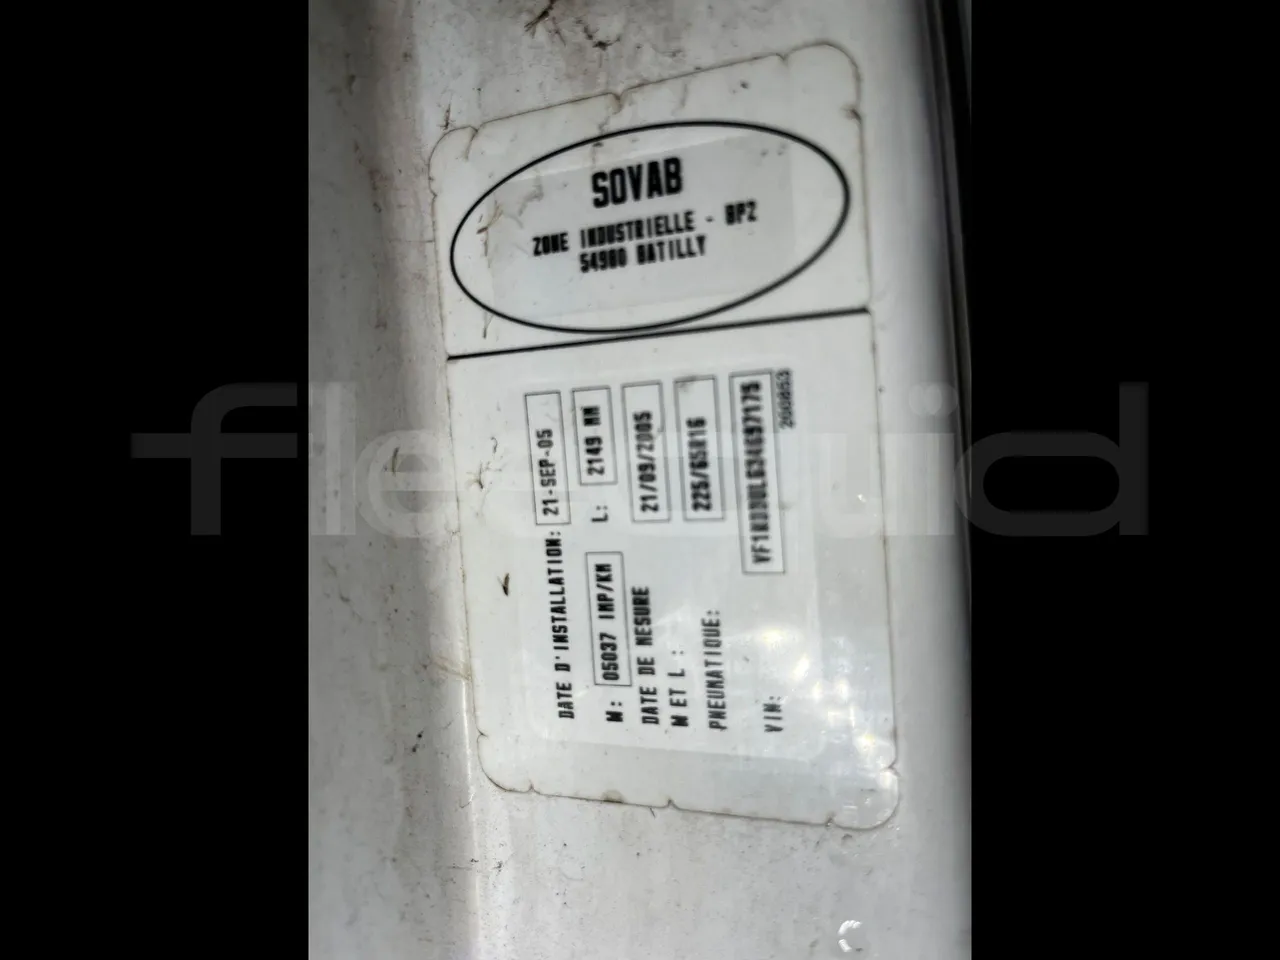 SOVAB
ZONE INDUSTRIELLE - BP2
54980 BATILLY
DATE D'INSTALLATION: 21-SEP-05
W: 05037 IMP/KM L: 2149 MM
DATE DE MESURE
W ET L : 21/09/2005
PNEUMATIQUE: 225/65R16
VIN:
200853